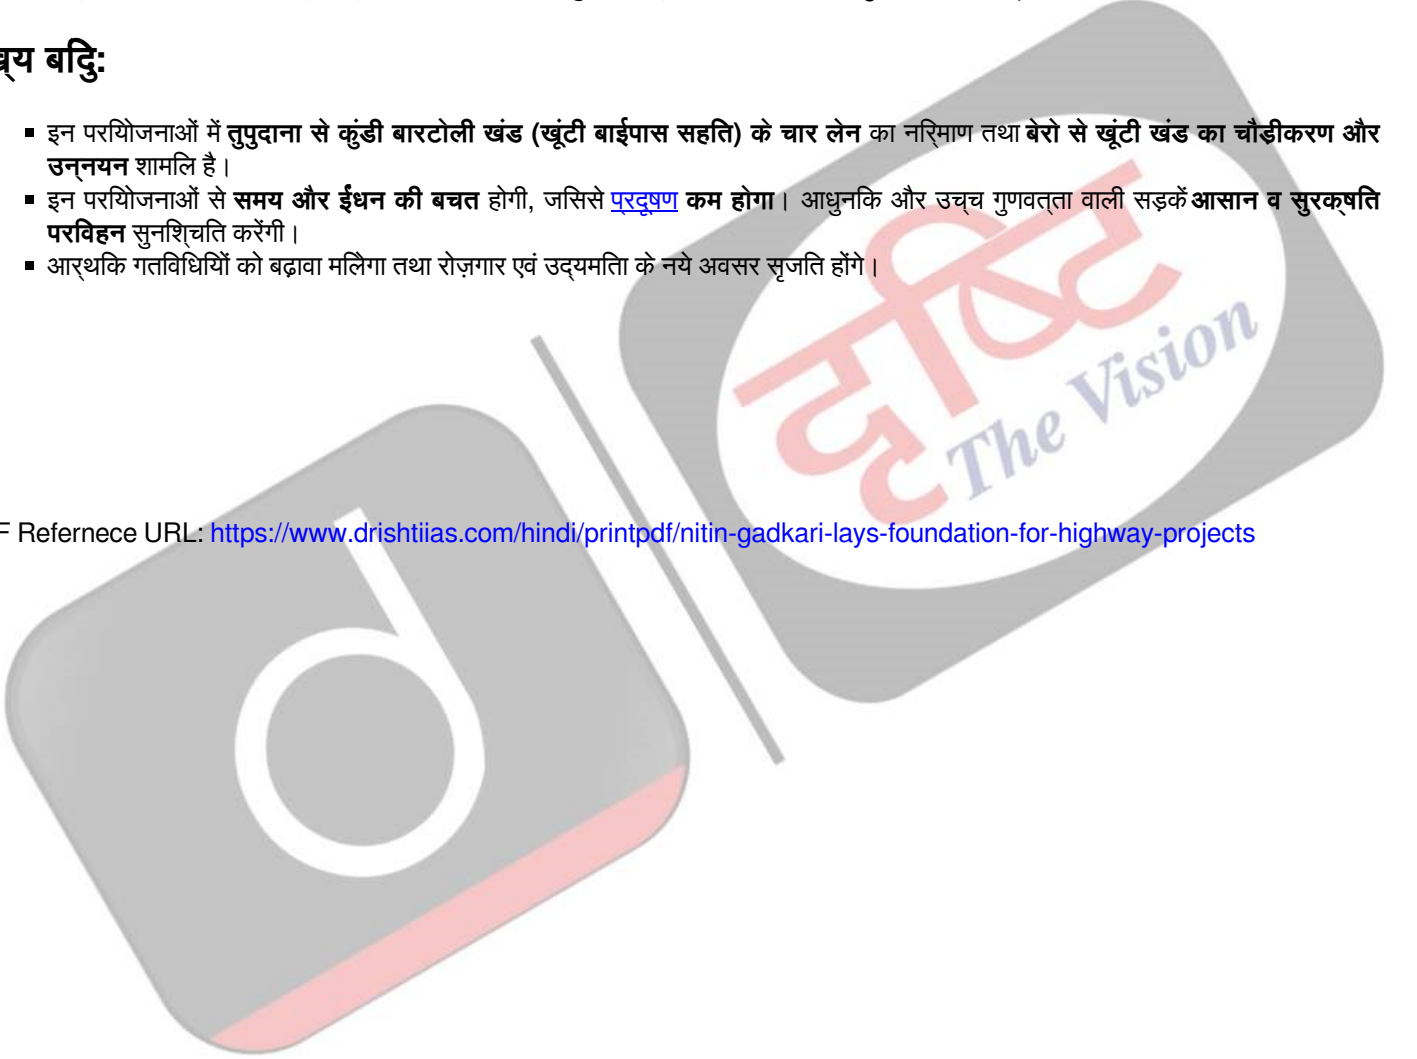 ख्य बिंदु:
▪ इन परियोजनाओं में तुपुदाना से कुंडी बारटोली खंड (खूंटी बाईपास सहित) के चार लेन का निर्माण तथा बेरो से खूंटी खंड का चौड़ीकरण और
उन्नयन शामिल है।
▪ इन परियोजनाओं से समय और ईंधन की बचत होगी, जिससे प्रदूषण कम होगा। आधुनिक और उच्च गुणवत्ता वाली सड़कें आसान व सुरक्षित
परिवहन सुनिश्चित करेंगी।
▪ आर्थिक गतिविधियों को बढ़ावा मिलेगा तथा रोज़गार एवं उद्यमिता के नये अवसर सृजित होंगे।
दृष्टि
The Vision
F Refernece URL: https://www.drishtiias.com/hindi/printpdf/nitin-gadkari-lays-foundation-for-highway-projects
d